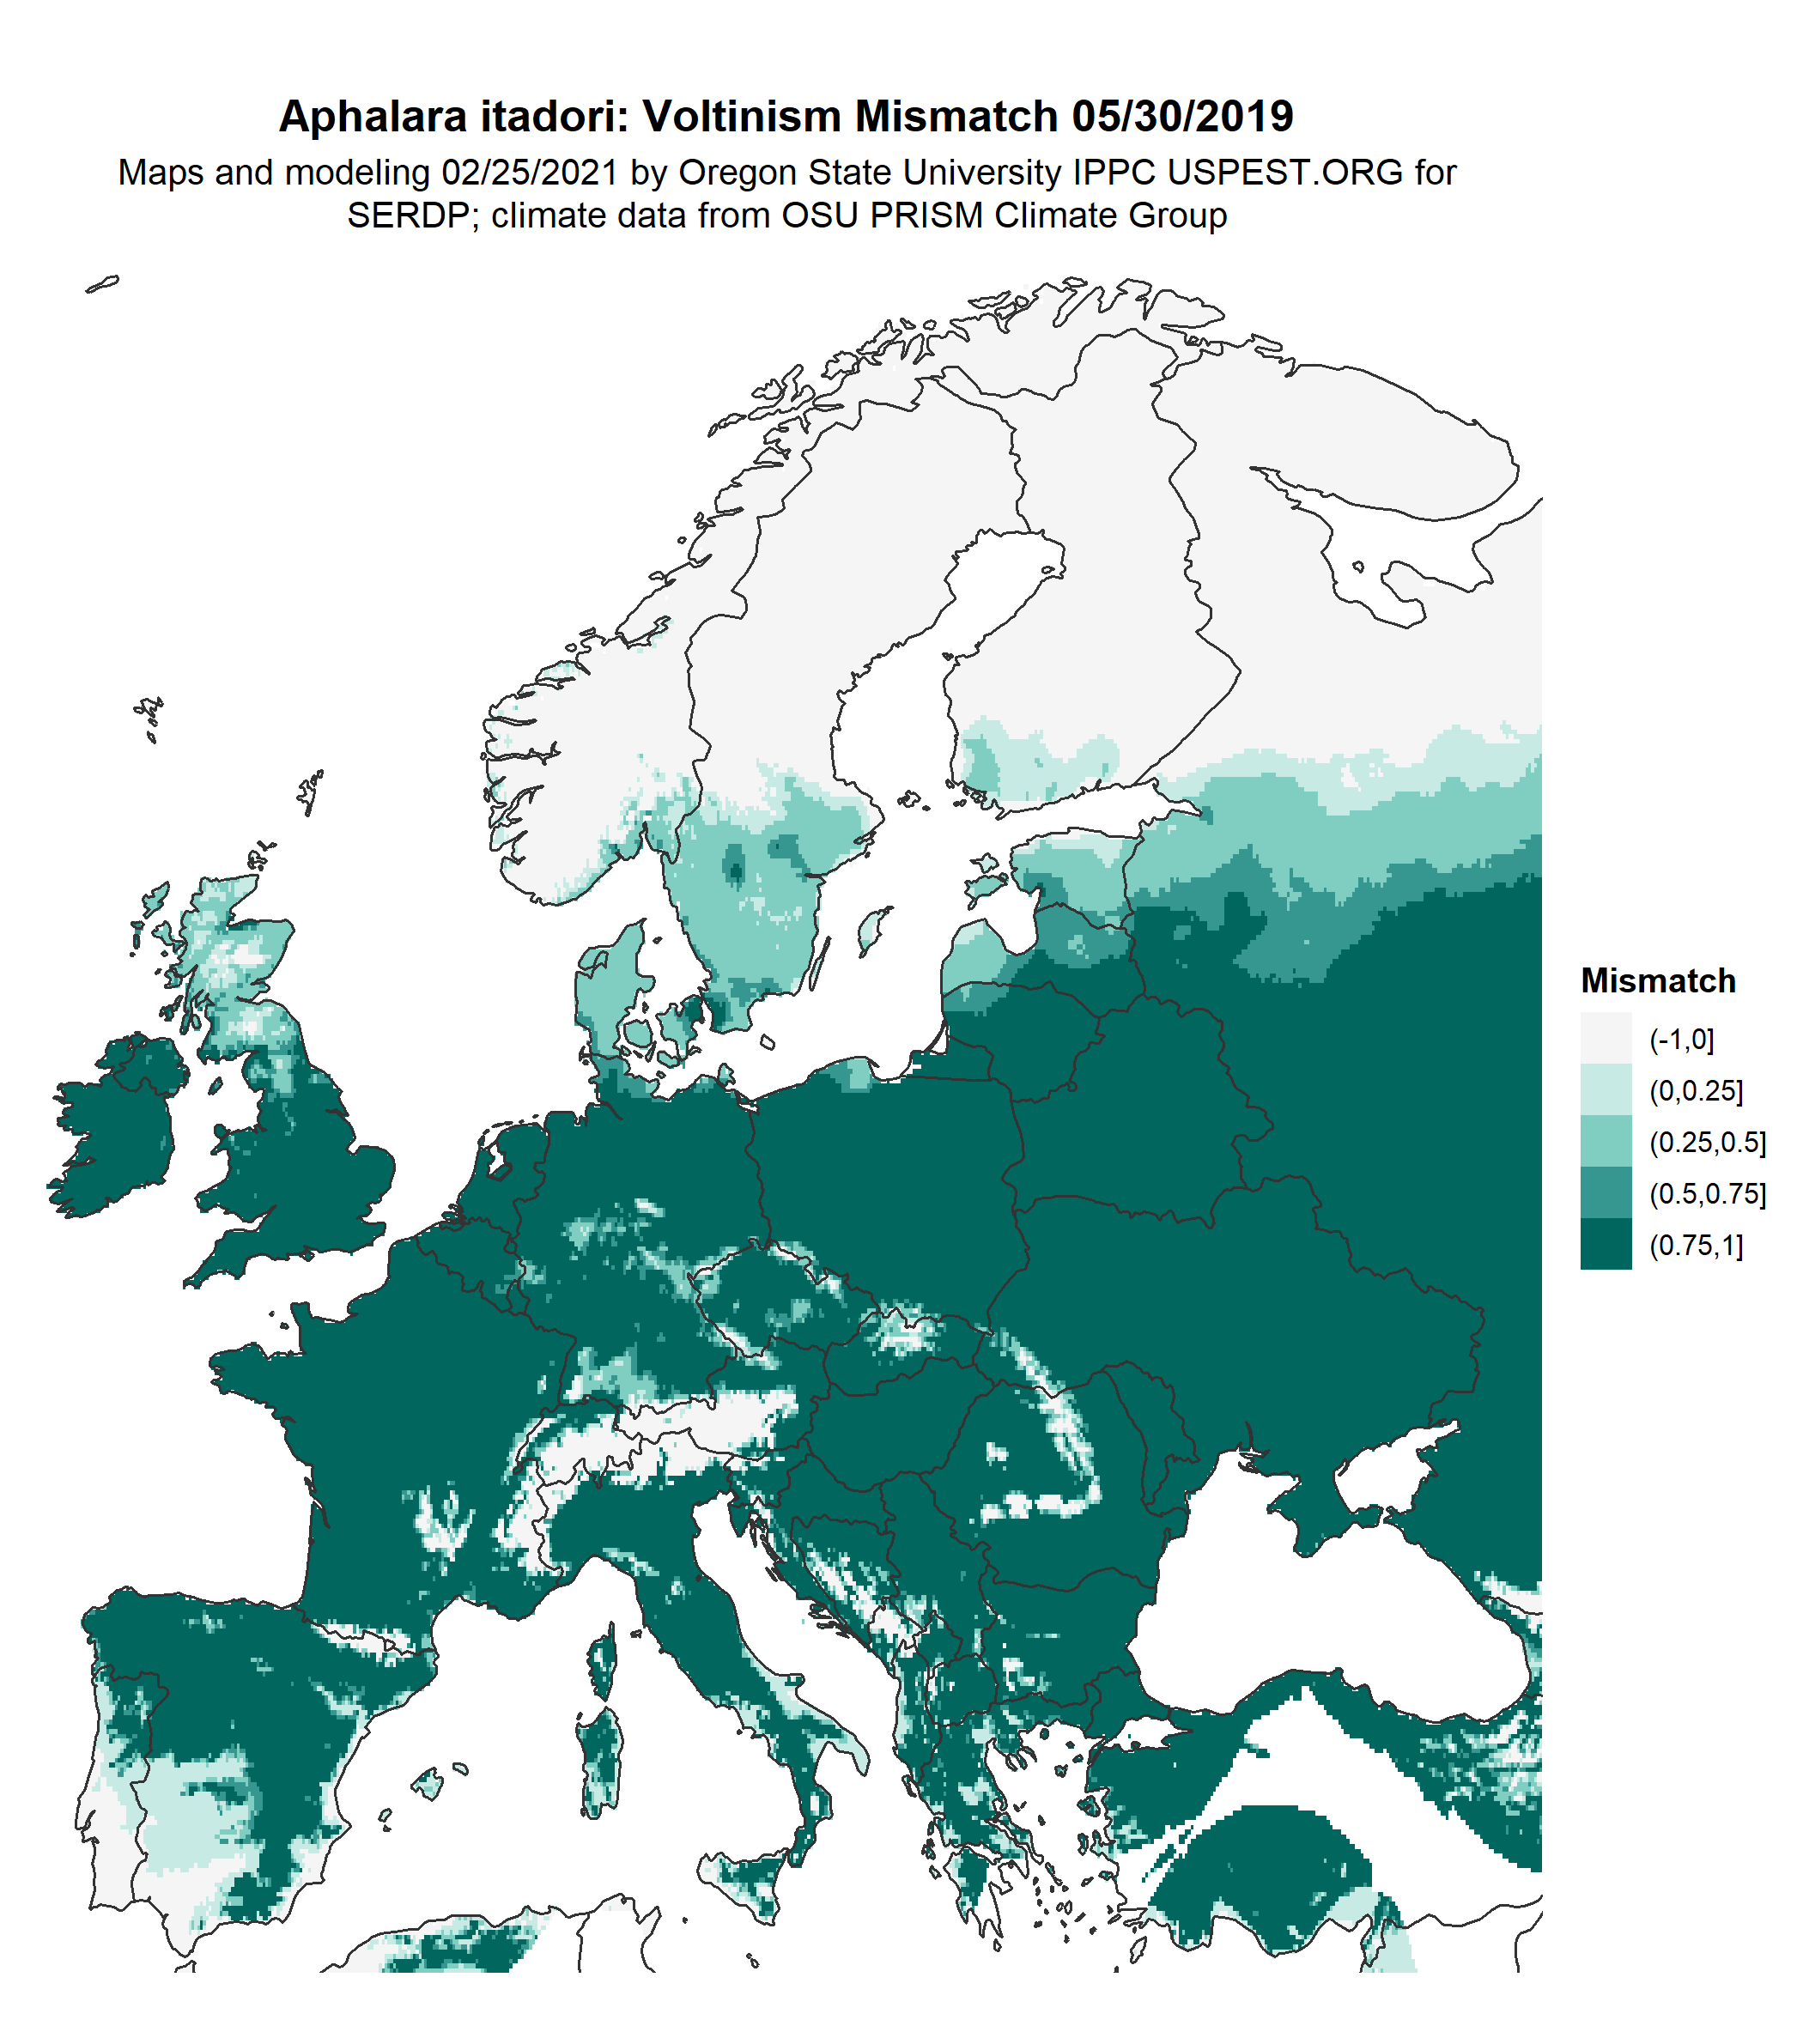 Aphalara itadori: Voltinism Mismatch 05/30/2019
Maps and modeling 02/25/2021 by Oregon State University IPPC USPEST.ORG for
SERDP; climate data from OSU PRISM Climate Group
Mismatch
(-1,0]
(0,0.25]
(0.25,0.5]
(0.5,0.75]
(0.75,1]